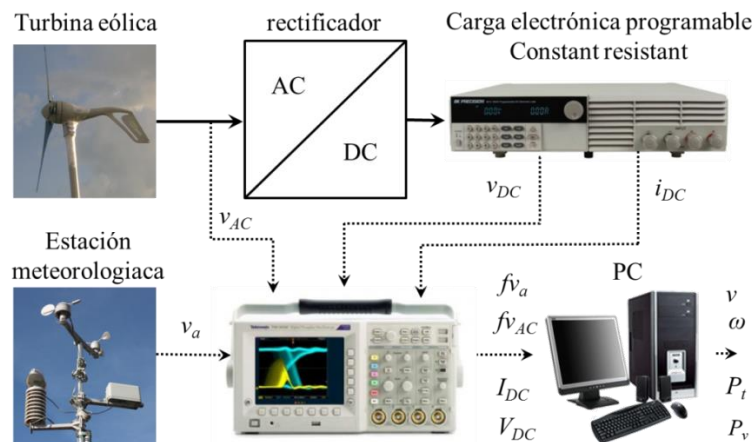 Turbina eólica
rectificador
Carga electrónica programable
Constant resistant
AC
DC
v_DC
i_DC
v_AC
Estación
meteorologiaca
v_a
Tektronix
fv_a
fv_AC
I_DC
V_DC
PC
v
ω
P_t
P_v